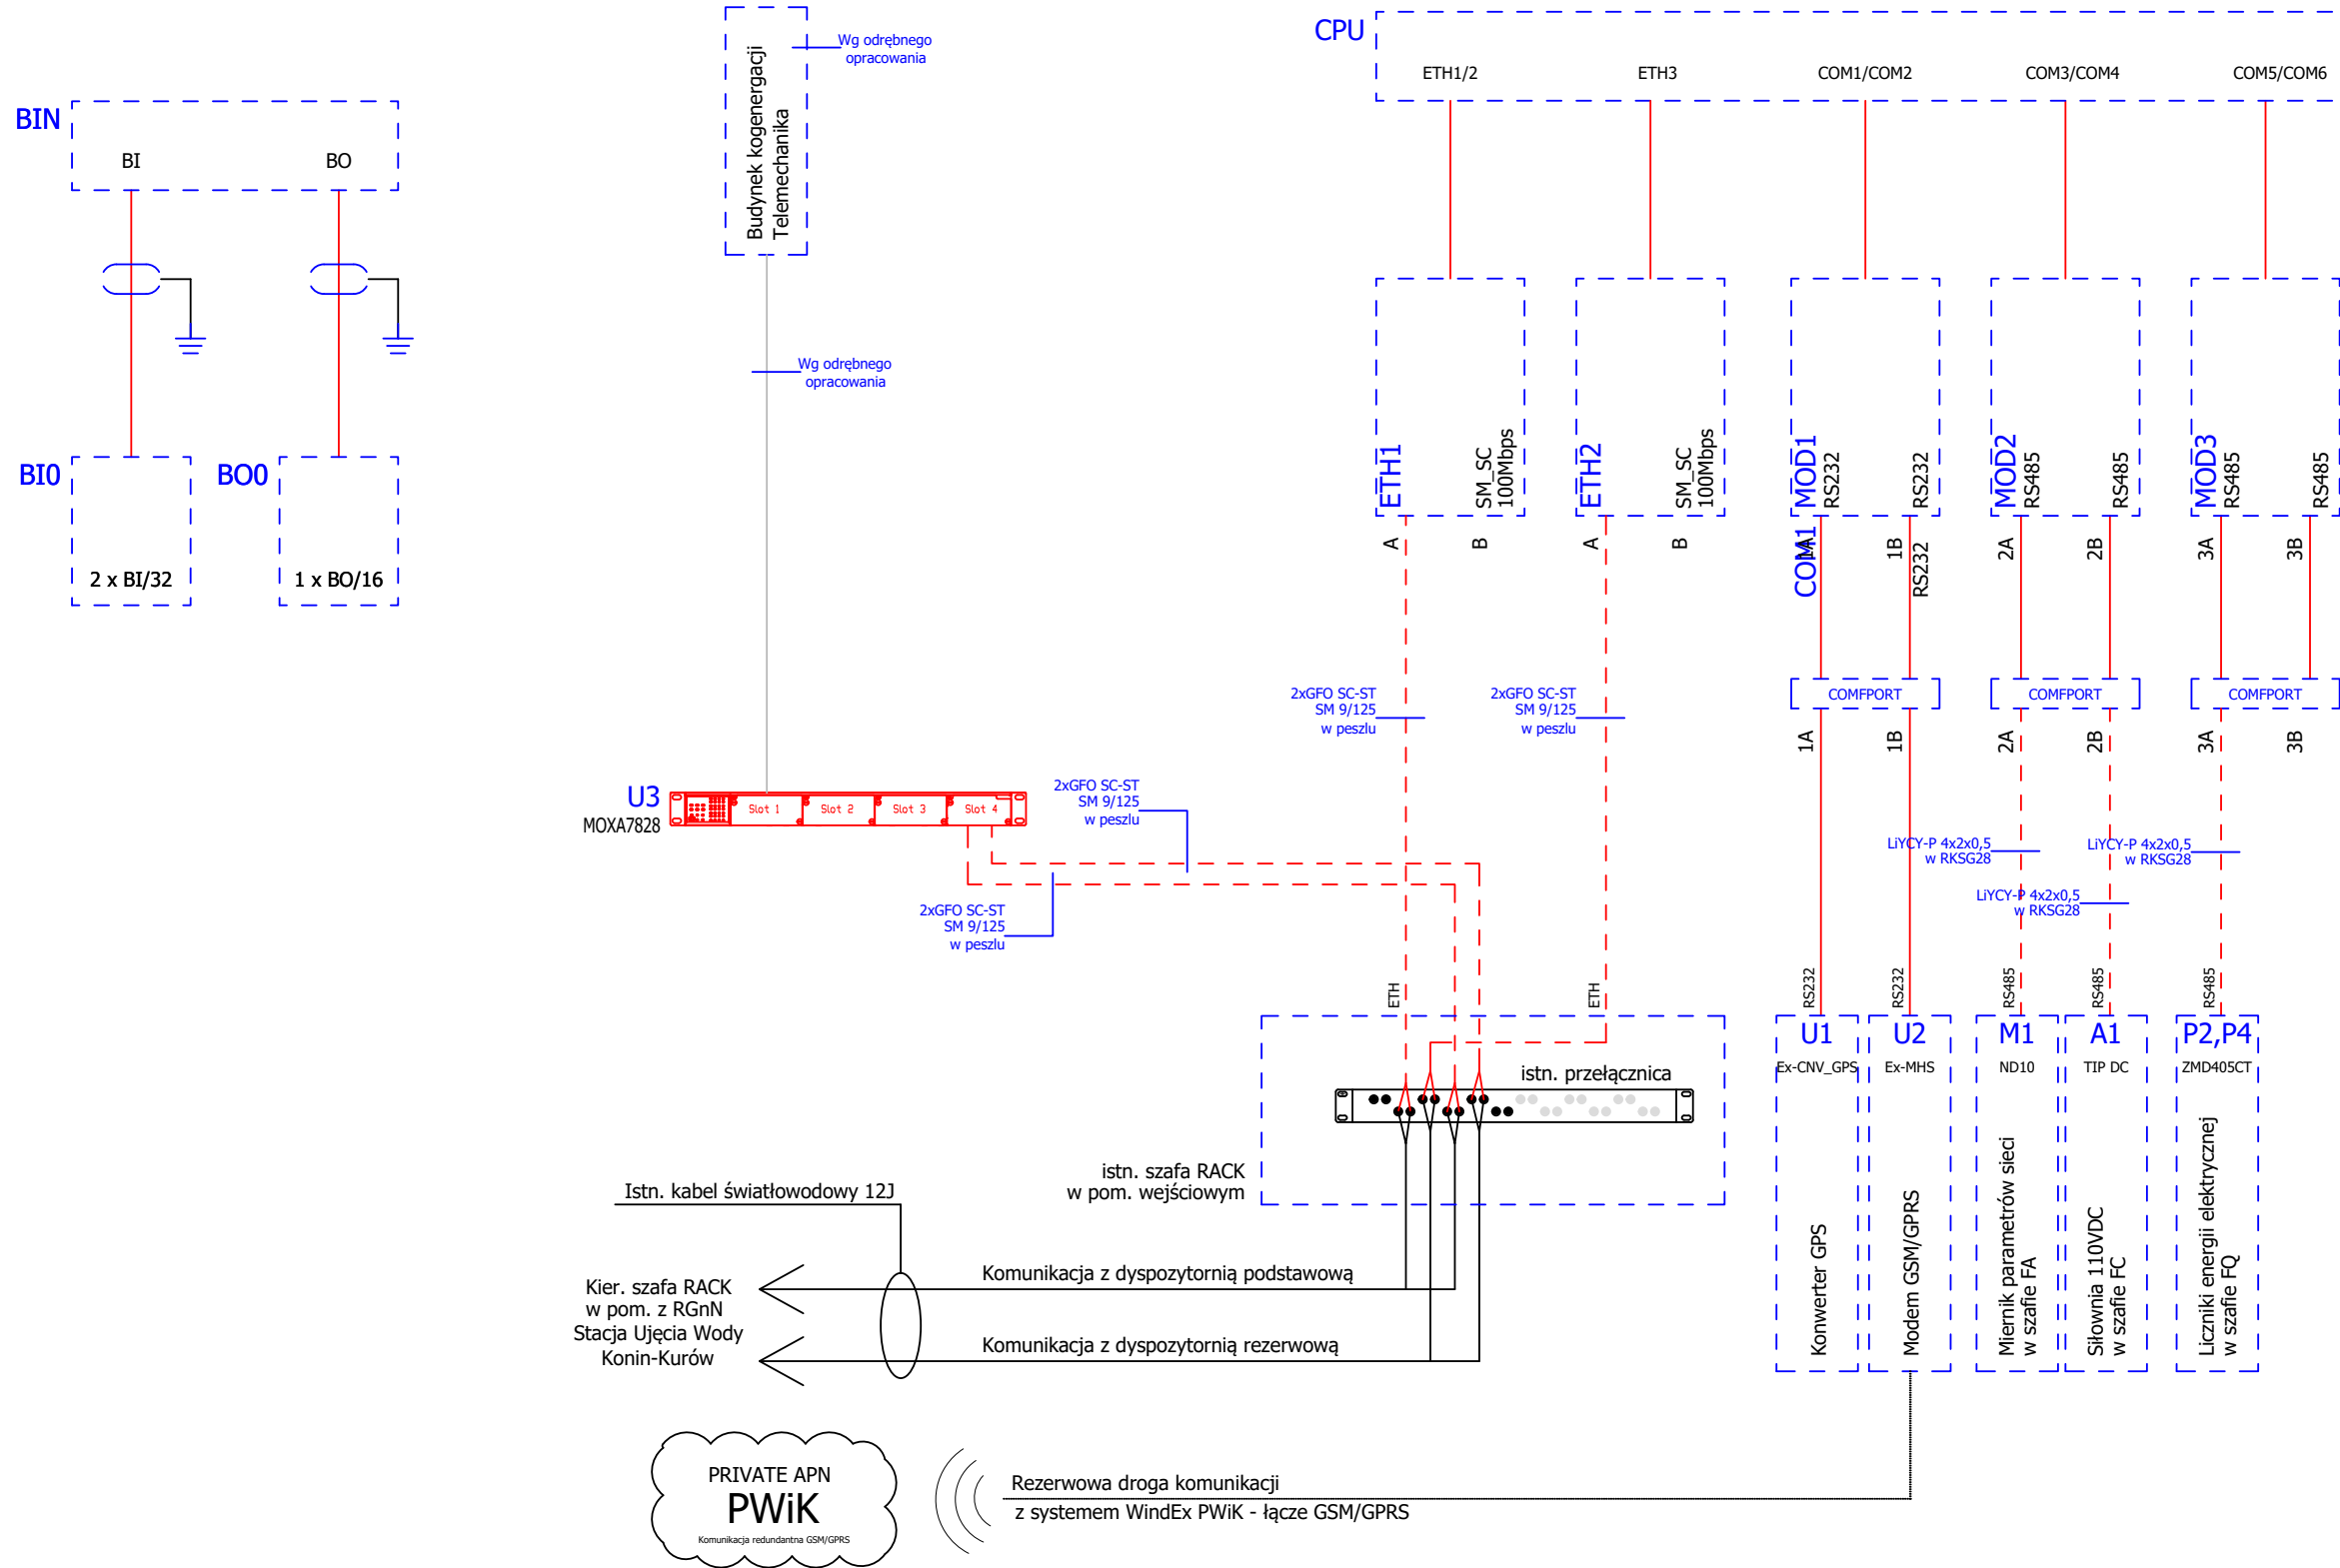 BIN
BI
BO
BI0
2 x BI/32
BO0
1 x BO/16
Budynek kogenergacji
Telemechanika
Wg odrębnego
opracowania
Wg odrębnego
opracowania
CPU
ETH1/2
ETH3
COM1/COM2
COM3/COM4
COM5/COM6
ETH1
SM_SC
100Mbps
A
B
ETH2
SM_SC
100Mbps
A
B
MOD1
RS232
RS232
COM1
1A
1B
RS232
MOD2
RS485
RS485
2A
2B
MOD3
RS485
RS485
3A
3B
COMFPORT
COMFPORT
COMFPORT
1A
1B
2A
2B
3A
3B
2xGFO SC-ST
SM 9/125
w peszlu
2xGFO SC-ST
SM 9/125
w peszlu
U3
MOXA7828
Slot 1
Slot 2
Slot 3
Slot 4
2xGFO SC-ST
SM 9/125
w peszlu
2xGFO SC-ST
SM 9/125
w peszlu
LiYCY-P 4x2x0,5
w RKSG28
LiYCY-P 4x2x0,5
w RKSG28
LiYCY-P 4x2x0,5
w RKSG28
ETH
ETH
RS232
RS232
RS485
RS485
RS485
istn. przełącznica
istn. szafa RACK
w pom. wejściowym
U1
Ex-CNV_GPS
Konwerter GPS
U2
Ex-MHS
Modem GSM/GPRS
M1
ND10
Miernik parametrów sieci
w szafie FA
A1
TIP DC
Siłownia 110VDC
w szafie FC
P2,P4
ZMD405CT
Liczniki energii elektrycznej
w szafie FQ
Istn. kabel światłowodowy 12J
Kier. szafa RACK
w pom. z RGnN
Stacja Ujęcia Wody
Konin-Kurów
Komunikacja z dyspozytornią podstawową
Komunikacja z dyspozytornią rezerwową
PRIVATE APN
PWiK
Komunikacja redundantna GSM/GPRS
Rezerwowa droga komunikacji
z systemem WindEx PWiK - łącze GSM/GPRS